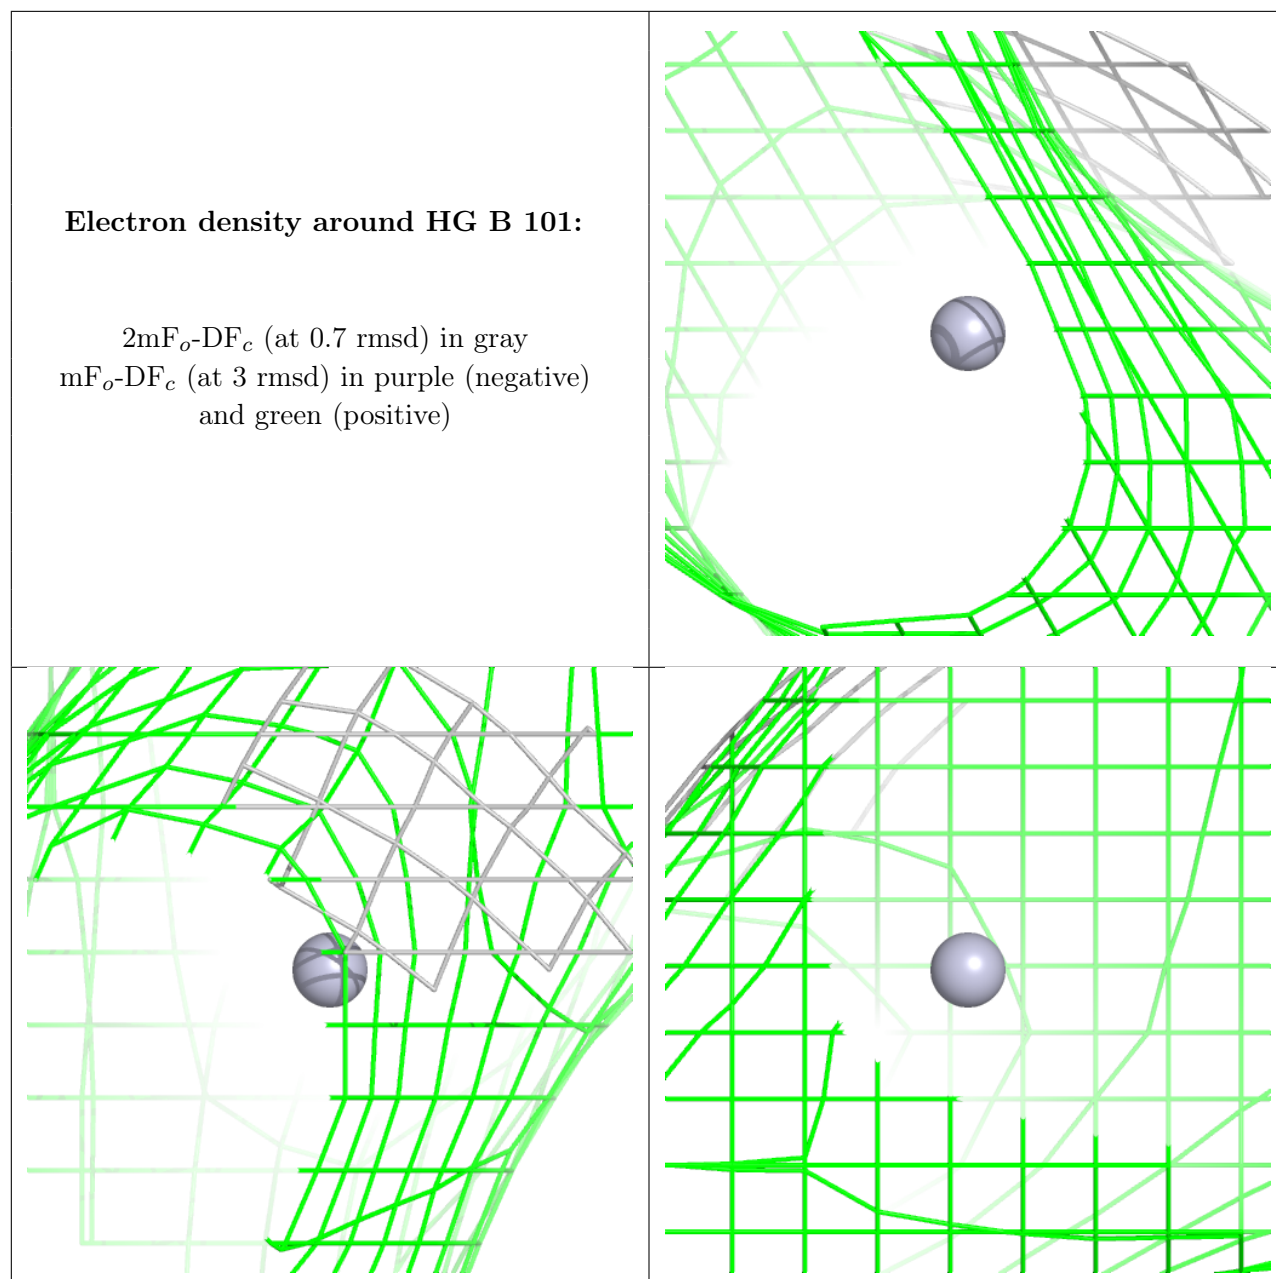 Electron density around HG B 101:
2mFo-DFc (at 0.7 rmsd) in gray
mFo-DFc (at 3 rmsd) in purple (negative)
and green (positive)